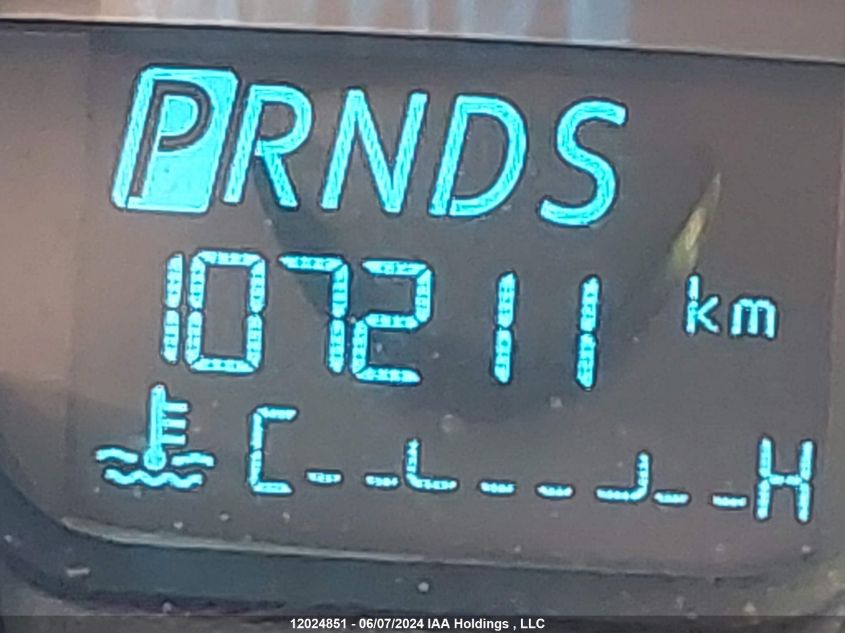 PRNDS
107211 km
C H
12024851 - 06/07/2024 IAA Holdings , LLC